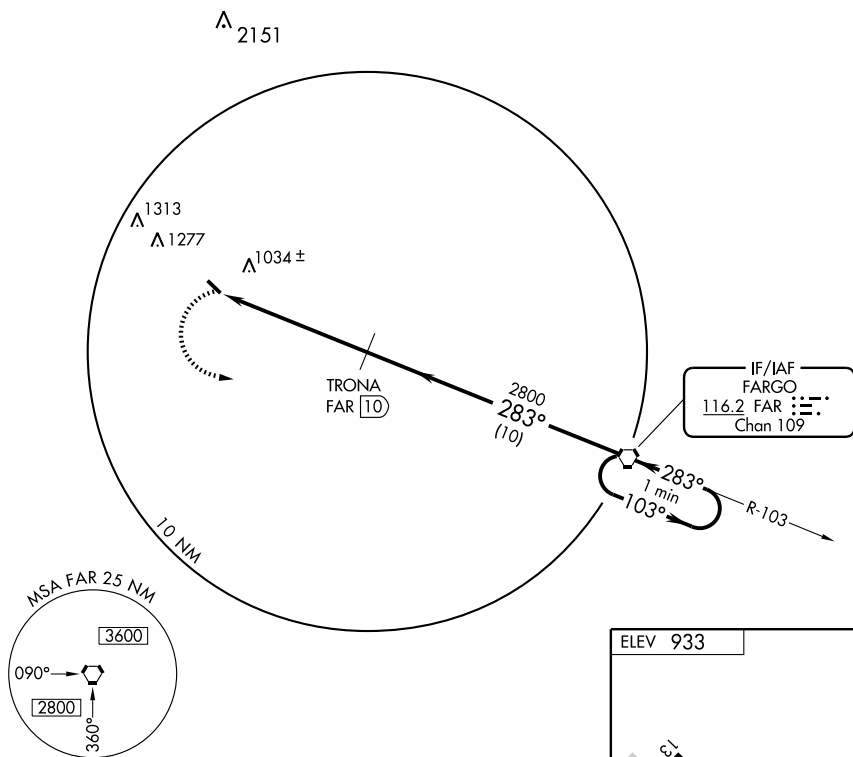 2151
1313
1277
1034 ±
TRONA
FAR 10
2800
283°
(10)
IF/IAF
FARGO
116.2 FAR
Chan 109
283°
1 min
103°
R-103
10 NM
MSA FAR 25 NM
3600
090°
2800
360°
ELEV 933
13